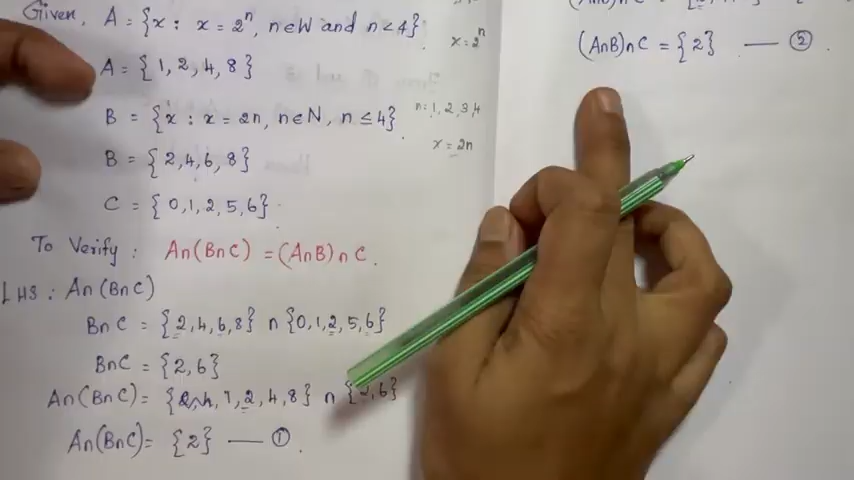 Given, A = {x : x = 2ⁿ, n∈W and n<4}.
x = 2ⁿ
A = {1, 2, 4, 8}
B = {x : x = 2n, n∈N, n ≤ 4}.
n: 1, 2, 3, 4
B = {2, 4, 6, 8}
x = 2n
C = {0, 1, 2, 5, 6}.
To Verify : A∩(B∩C) = (A∩B)∩C.
LHS : A∩(B∩C)
B∩C = {2, 4, 6, 8} ∩ {0, 1, 2, 5, 6}
B∩C = {2, 6}
A∩(B∩C) = {1, 2, 4, 8} ∩ {2, 6}
A∩(B∩C) = {2} — ①.
(A∩B)∩C = {2} — ②.